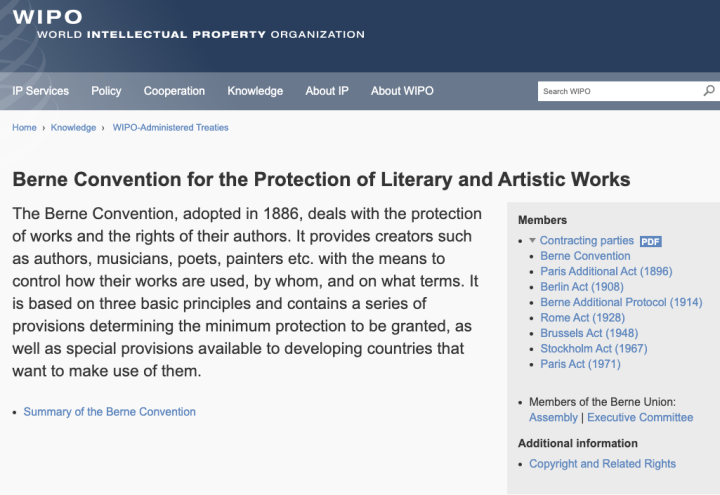 WIPO
WORLD INTELLECTUAL PROPERTY ORGANIZATION
IP Services Policy Cooperation Knowledge About IP About WIPO Search WIPO
Home › Knowledge › WIPO-Administered Treaties
Berne Convention for the Protection of Literary and Artistic Works
The Berne Convention, adopted in 1886, deals with the protection
of works and the rights of their authors. It provides creators such
as authors, musicians, poets, painters etc. with the means to
control how their works are used, by whom, and on what terms. It
is based on three basic principles and contains a series of
provisions determining the minimum protection to be granted, as
well as special provisions available to developing countries that
want to make use of them.
• Summary of the Berne Convention
Members
• Contracting parties PDF
• Berne Convention
• Paris Additional Act (1896)
• Berlin Act (1908)
• Berne Additional Protocol (1914)
• Rome Act (1928)
• Brussels Act (1948)
• Stockholm Act (1967)
• Paris Act (1971)
• Members of the Berne Union:
Assembly | Executive Committee
Additional information
• Copyright and Related Rights